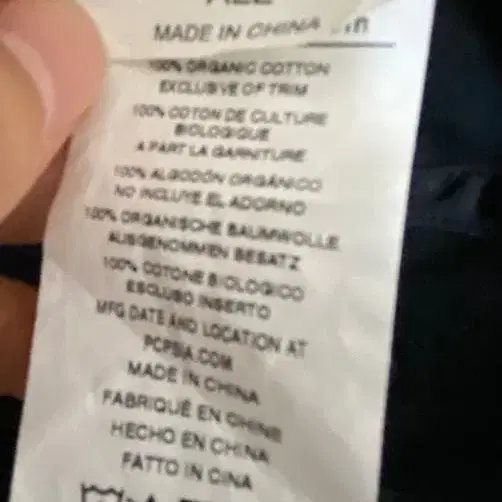 MADE IN CHINA
100% ORGANIC COTTON
EXCLUSIVE OF TRIM
100% COTON DE CULTURE
BIOLOGIQUE
A PART LA GARNITURE
100% ALGODÓN ORGÁNICO
NO INCLUYE EL ADORNO
100% ORGANISCHE BAUMWOLLE
AUSGENOMMEN BESATZ
100% COTONE BIOLOGICO
ESCLUSO INSERTO
MFG DATE AND LOCATION AT
PCPBA.COM
MADE IN CHINA
FABRIQUÉ EN CHINE
HECHO EN CHINA
FATTO IN CINA